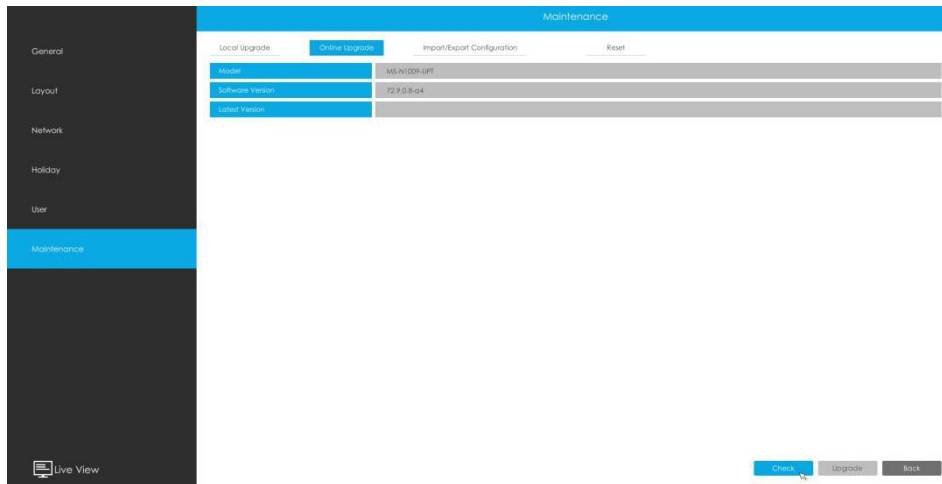 Maintenance
General
Layout
Network
Holiday
User
Maintenance
Live View
Local Upgrade Online Upgrade Import/Export Configuration Reset
Model MS-N1009-UPT
Software Version 72.9.0.8-a4
Latest Version
Check Upgrade Back